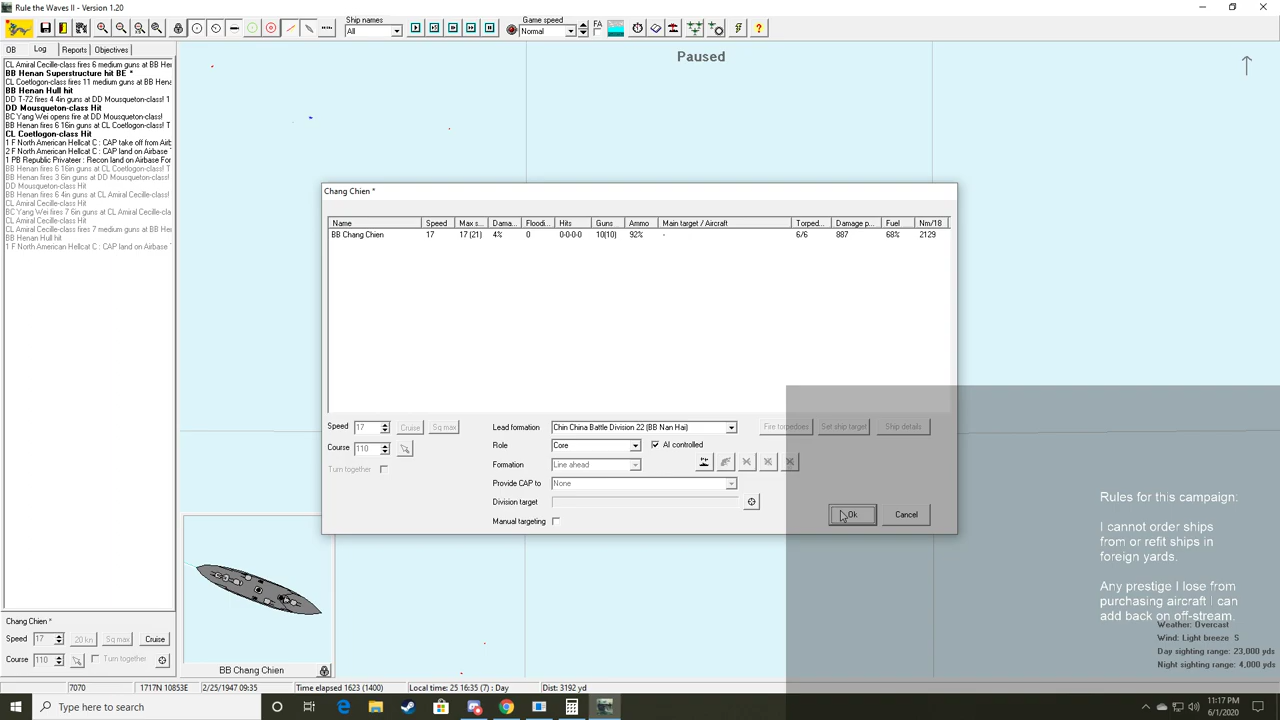 Rule the Waves II - Version 1.20
Ship names
All
Game speed
Normal
FA
OB
Log
Reports
Objectives
Paused
CL Amiral Cecille-class fires 6 medium guns at BB Hen
BB Henan Superstructure hit BE *
CL Coetlogon-class fires 11 medium guns at BB Hena
BB Henan Hull hit
DD T-72 fires 4 4in guns at DD Mousqueton-class! 1
DD Mousqueton-class Hit
BC Yang Wei opens fire at DD Mousqueton-class!
BB Henan fires 6 16in guns at CL Coetlogon-class! T
CL Coetlogon-class Hit
1 F North American Hellcat C : CAP take off from Airb
2 F North American Hellcat C : CAP land on Airbase
1 PB Republic Privateer : Recon land on Airbase For
BB Henan fires 6 16in guns at CL Coetlogon-class! T
BB Henan fires 3 6in guns at DD Mousqueton-class!
DD Mousqueton-class Hit
BB Henan fires 6 4in guns at CL Amiral Cecille-class!
CL Amiral Cecille-class Hit
BC Yang Wei fires 7 6in guns at CL Amiral Cecille-cla
CL Amiral Cecille-class Hit
CL Amiral Cecille-class fires 7 medium guns at BB Hen
BB Henan Hull hit
1 F North American Hellcat C : CAP land on Airbase
Chang Chien *
Name Speed Max s... Dama... Floodi... Hits Guns Ammo Main target / Aircraft Torped... Damage p... Fuel Nm/18
BB Chang Chien 17 17 (21) 4% 0 0-0-0-0 10(10) 92% - 6/6 887 68% 2129
Speed 17 Cruise Sq max
Course 110
Turn together
Lead formation Chin China Battle Division 22 (BB Nan Hai)
Role Core AI controlled
Formation Line ahead
Provide CAP to None
Division target
Manual targeting
Fire torpedoes Set ship target Ship details
Ok Cancel
Rules for this campaign:
I cannot order ships
from or refit ships in
foreign yards.
Any prestige I lose from
purchasing aircraft I can
add back on off-stream.
Weather: Overcast
Wind: Light breeze S
Day sighting range: 23,000 yds
Night sighting range: 4,000 yds
Chang Chien *
Speed 17 20 kn Sq max Cruise
Course 110 Turn together
BB Chang Chien
7070 1717N 10853E 2/25/1947 09:35 Time elapsed 1623 (1400) Local time: 25 16:35 (7) : Day Dist: 3192 yd
Type here to search
11:17 PM
6/1/2020